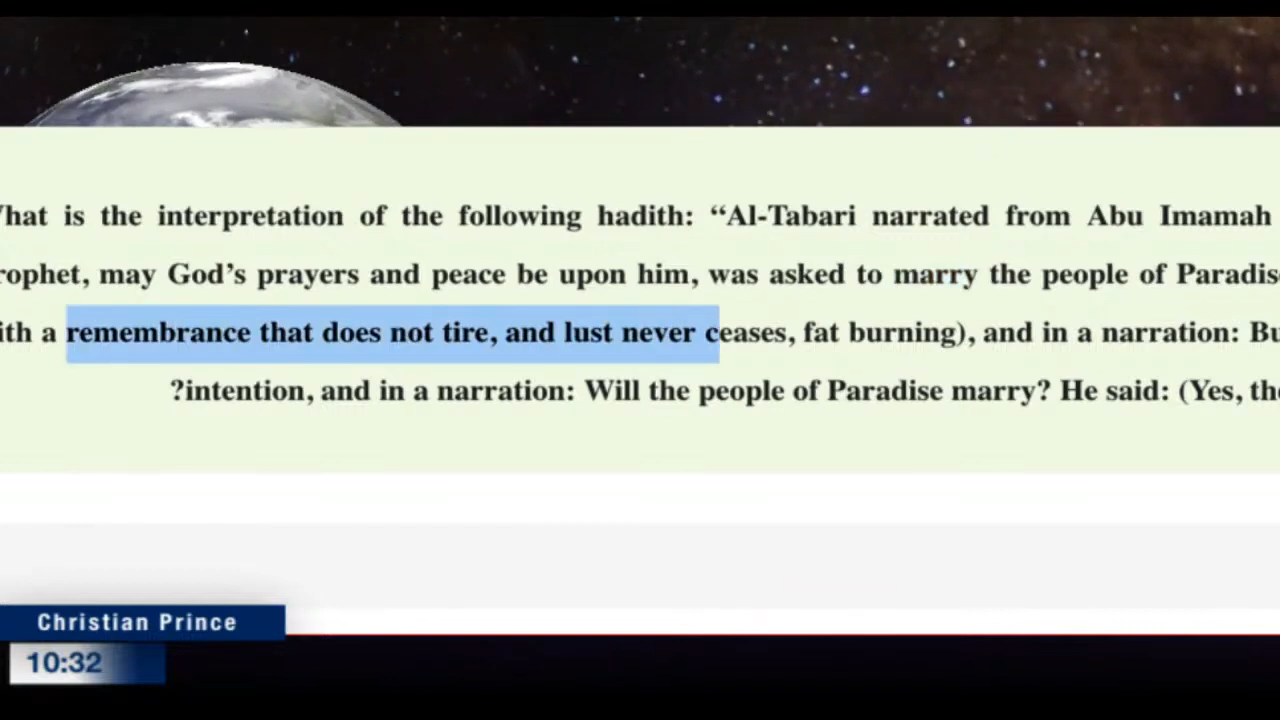 hat is the interpretation of the following hadith: “Al-Tabari narrated from Abu Imamah
rophet, may God’s prayers and peace be upon him, was asked to marry the people of Paradis
ith a remembrance that does not tire, and lust never ceases, fat burning), and in a narration: Bu
?intention, and in a narration: Will the people of Paradise marry? He said: (Yes, th
Christian Prince
10:32